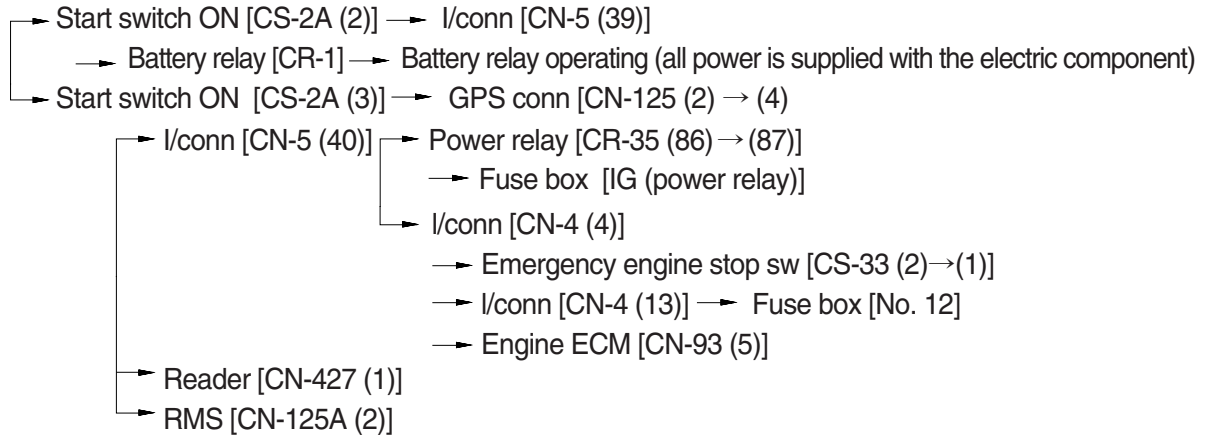 Start switch ON [CS-2A (2)] → I/conn [CN-5 (39)]
→ Battery relay [CR-1] → Battery relay operating (all power is supplied with the electric component)
Start switch ON [CS-2A (3)] → GPS conn [CN-125 (2) → (4)
I/conn [CN-5 (40)] → Power relay [CR-35 (86) → (87)]
→ Fuse box [IG (power relay)]
I/conn [CN-4 (4)]
→ Emergency engine stop sw [CS-33 (2)→(1)]
→ I/conn [CN-4 (13)] → Fuse box [No. 12]
→ Engine ECM [CN-93 (5)]
Reader [CN-427 (1)]
RMS [CN-125A (2)]